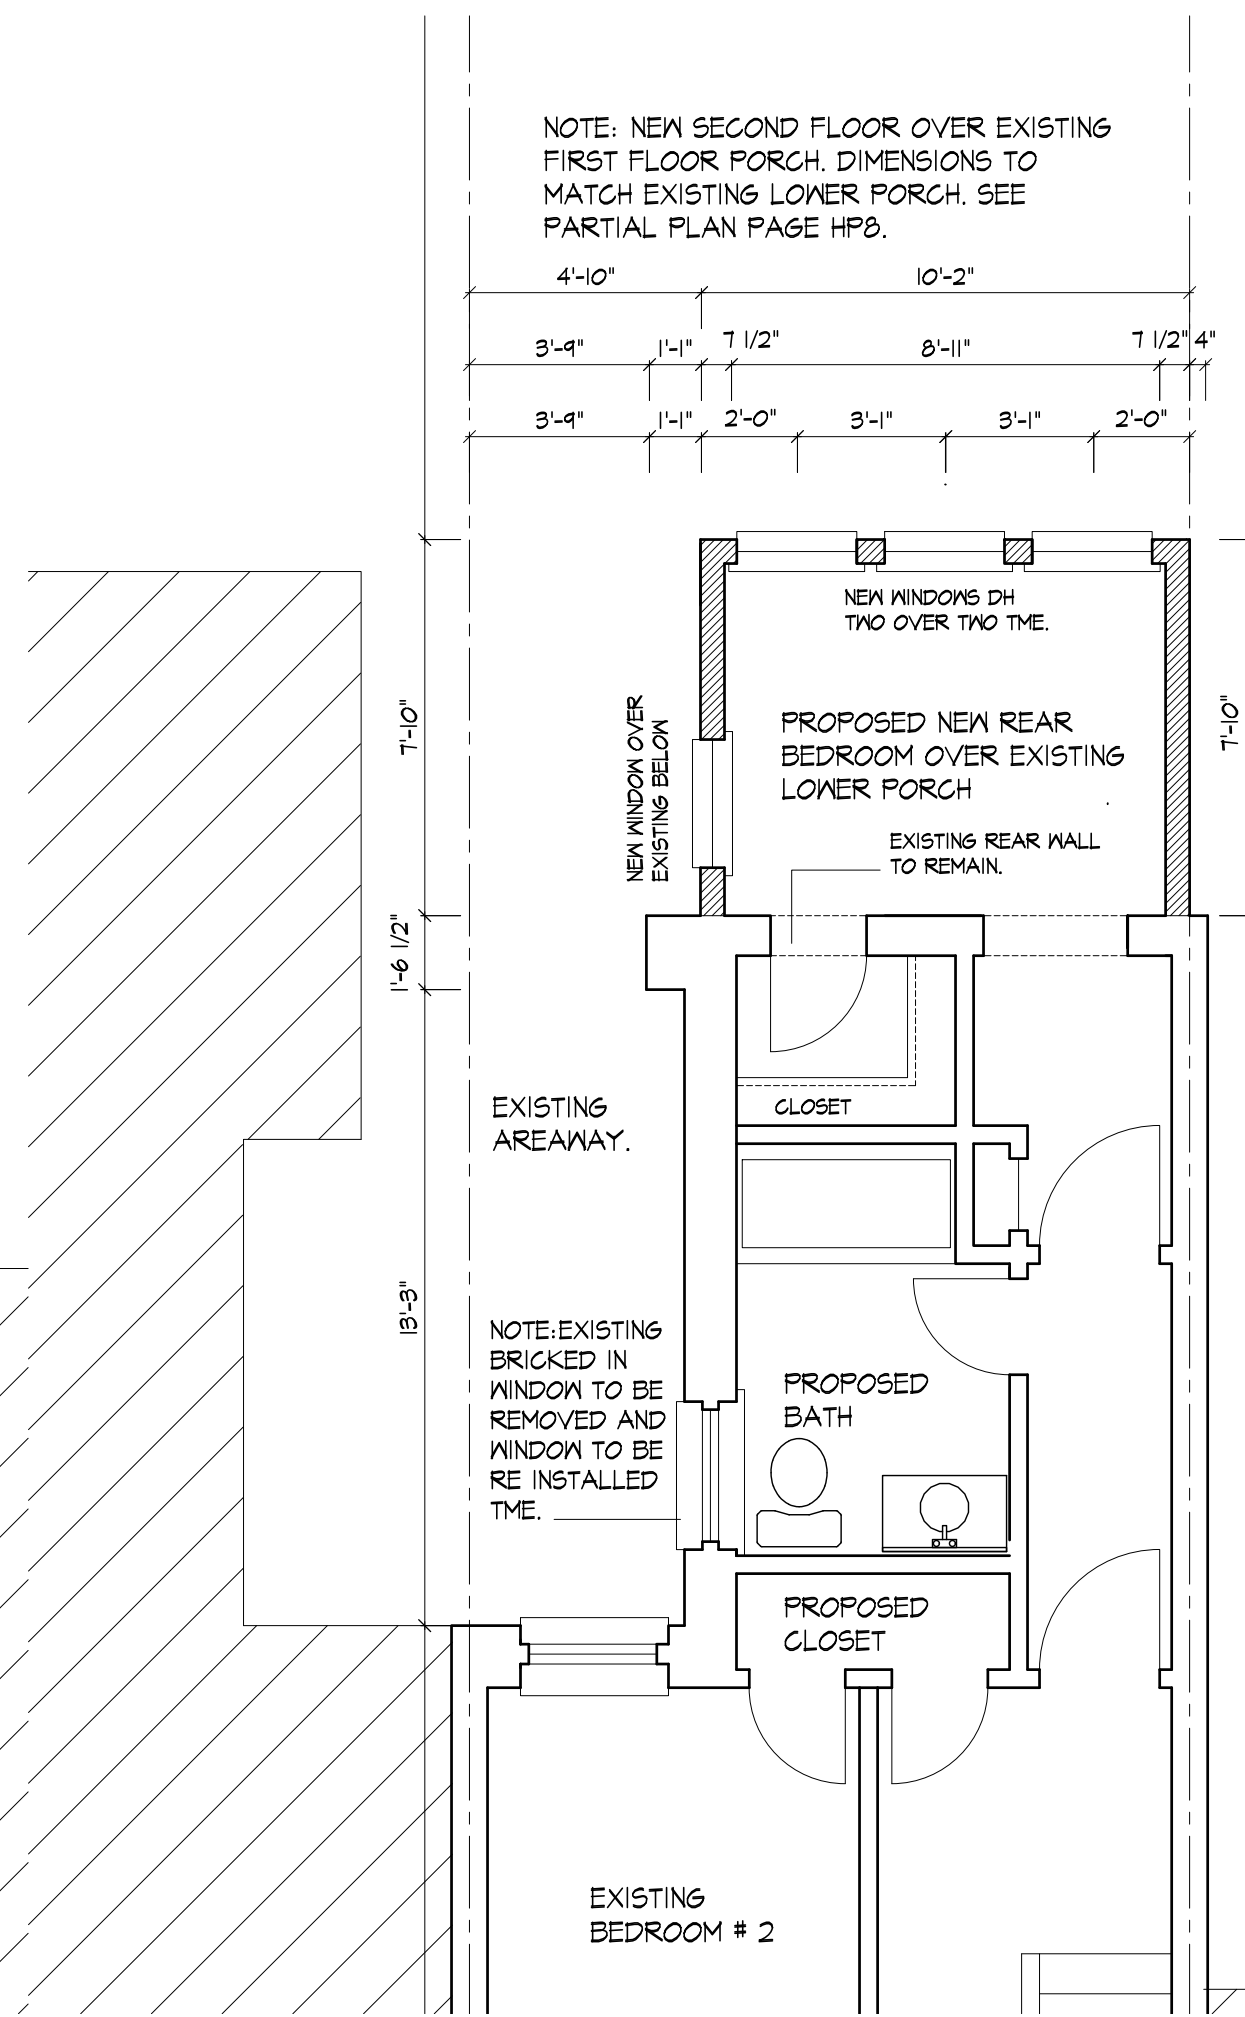 NOTE: NEW SECOND FLOOR OVER EXISTING
FIRST FLOOR PORCH. DIMENSIONS TO
MATCH EXISTING LOWER PORCH. SEE
PARTIAL PLAN PAGE HP8.
4'-10" 10'-2"
3'-9" 1'-1" 7 1/2" 8'-11" 7 1/2" 4"
3'-9" 1'-1" 2'-0" 3'-1" 3'-1" 2'-0"
NEW WINDOWS DH
TWO OVER TWO TME.
7'-10"
NEW WINDOW OVER
EXISTING BELOW
PROPOSED NEW REAR
BEDROOM OVER EXISTING
LOWER PORCH
7'-10"
EXISTING REAR WALL
TO REMAIN.
1'-6 1/2"
EXISTING
AREAWAY.
CLOSET
13'-3"
NOTE:EXISTING
BRICKED IN
WINDOW TO BE
REMOVED AND
WINDOW TO BE
RE INSTALLED
TME.
PROPOSED
BATH
PROPOSED
CLOSET
EXISTING
BEDROOM # 2